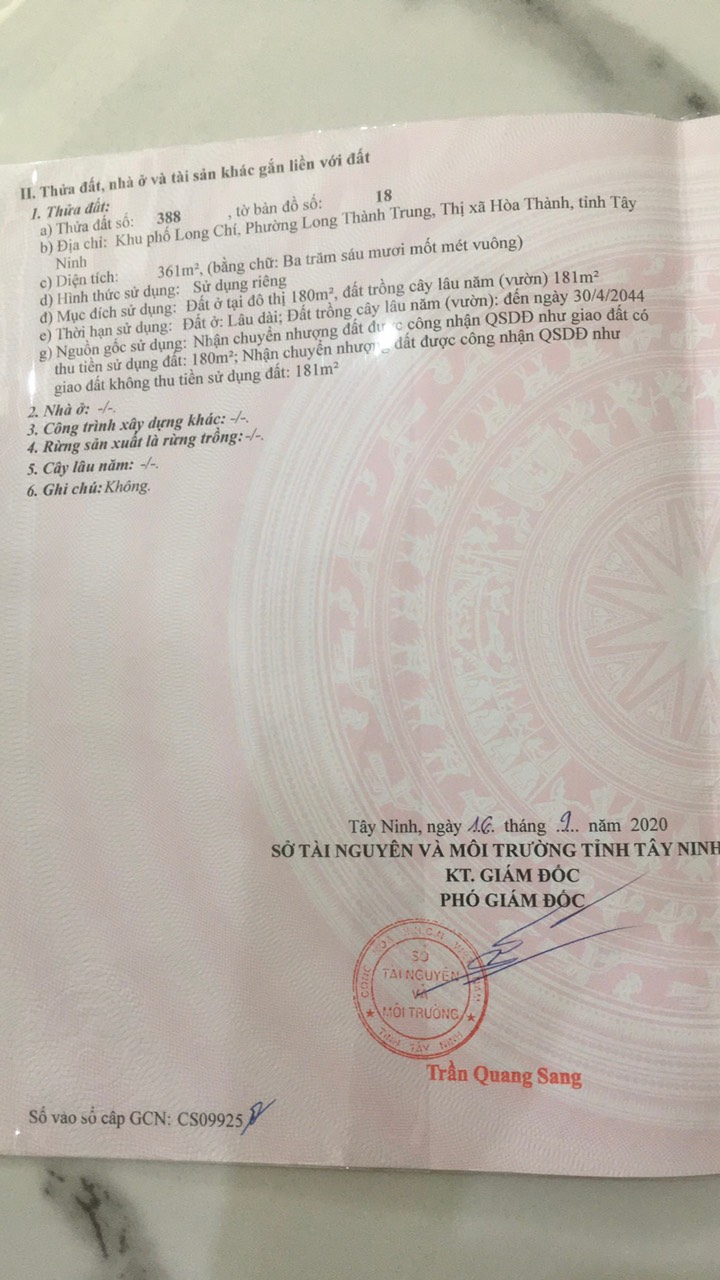 II. Thửa đất, nhà ở và tài sản khác gắn liền với đất
1. Thửa đất:
a) Thửa đất số: 388 , tờ bản đồ số: 18
b) Địa chỉ: Khu phố Long Chí, Phường Long Thành Trung, Thị xã Hòa Thành, tỉnh Tây
Ninh
c) Diện tích: 361m², (bằng chữ: Ba trăm sáu mươi mốt mét vuông)
d) Hình thức sử dụng: Sử dụng riêng
đ) Mục đích sử dụng: Đất ở tại đô thị 180m², đất trồng cây lâu năm (vườn) 181m²
e) Thời hạn sử dụng: Đất ở: Lâu dài; Đất trồng cây lâu năm (vườn): đến ngày 30/4/2044
g) Nguồn gốc sử dụng: Nhận chuyển nhượng đất được công nhận QSDĐ như giao đất có
thu tiền sử dụng đất: 180m²; Nhận chuyển nhượng đất được công nhận QSDĐ như
giao đất không thu tiền sử dụng đất: 181m²
2. Nhà ở: -/-.
3. Công trình xây dựng khác: -/-.
4. Rừng sản xuất là rừng trồng: -/-.
5. Cây lâu năm: -/-.
6. Ghi chú: Không.
Tây Ninh, ngày 16 tháng 9 năm 2020
SỞ TÀI NGUYÊN VÀ MÔI TRƯỜNG TỈNH TÂY NINH
KT. GIÁM ĐỐC
PHÓ GIÁM ĐỐC
SỞ
TÀI NGUYÊN
VÀ
MÔI TRƯỜNG
TỈNH TÂY NINH
Trần Quang Sang
Số vào sổ cấp GCN: CS09925